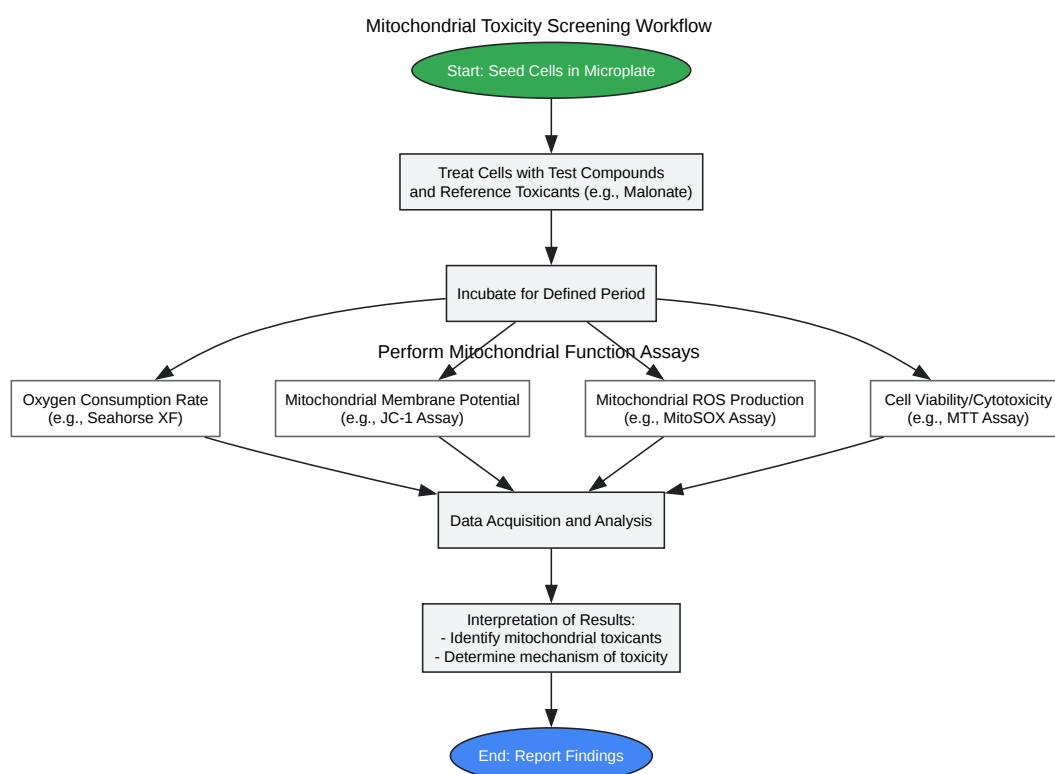 Mitochondrial Toxicity Screening Workflow
Start: Seed Cells in Microplate
Treat Cells with Test Compounds
and Reference Toxicants (e.g., Malonate)
Incubate for Defined Period
Perform Mitochondrial Function Assays
Oxygen Consumption Rate
(e.g., Seahorse XF)
Mitochondrial Membrane Potential
(e.g., JC-1 Assay)
Mitochondrial ROS Production
(e.g., MitoSOX Assay)
Cell Viability/Cytotoxicity
(e.g., MTT Assay)
Data Acquisition and Analysis
Interpretation of Results:
- Identify mitochondrial toxicants
- Determine mechanism of toxicity
End: Report Findings